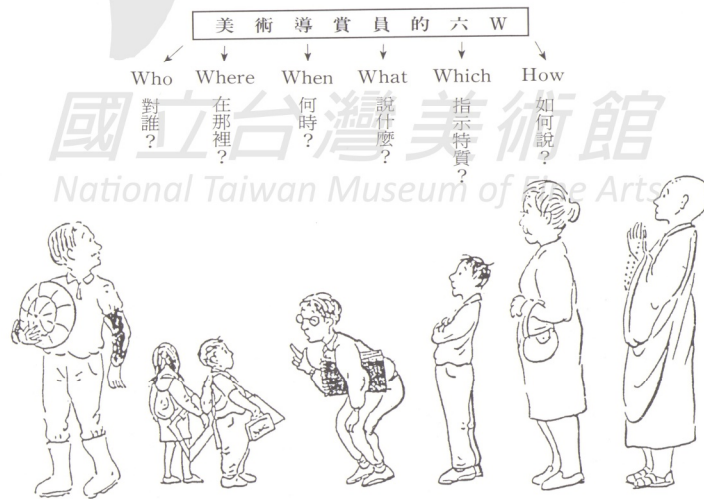 美術導賞員的六W
Who Where When What Which How
對誰？ 在那裡？ 何時？ 說什麼？ 指示特質？ 如何說？
國立台灣美術館
National Taiwan Museum of Fine Arts